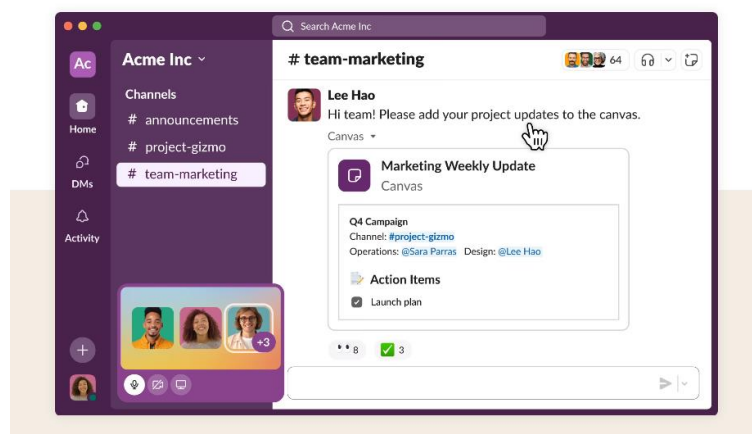 Search Acme Inc
Ac
Home
DMs
Activity
Acme Inc
Channels
# announcements
# project-gizmo
# team-marketing
+3
# team-marketing
64
Lee Hao
Hi team! Please add your project updates to the canvas.
Canvas
Marketing Weekly Update
Canvas
Q4 Campaign
Channel: #project-gizmo
Operations: @Sara Parras Design: @Lee Hao
Action Items
Launch plan
8 3